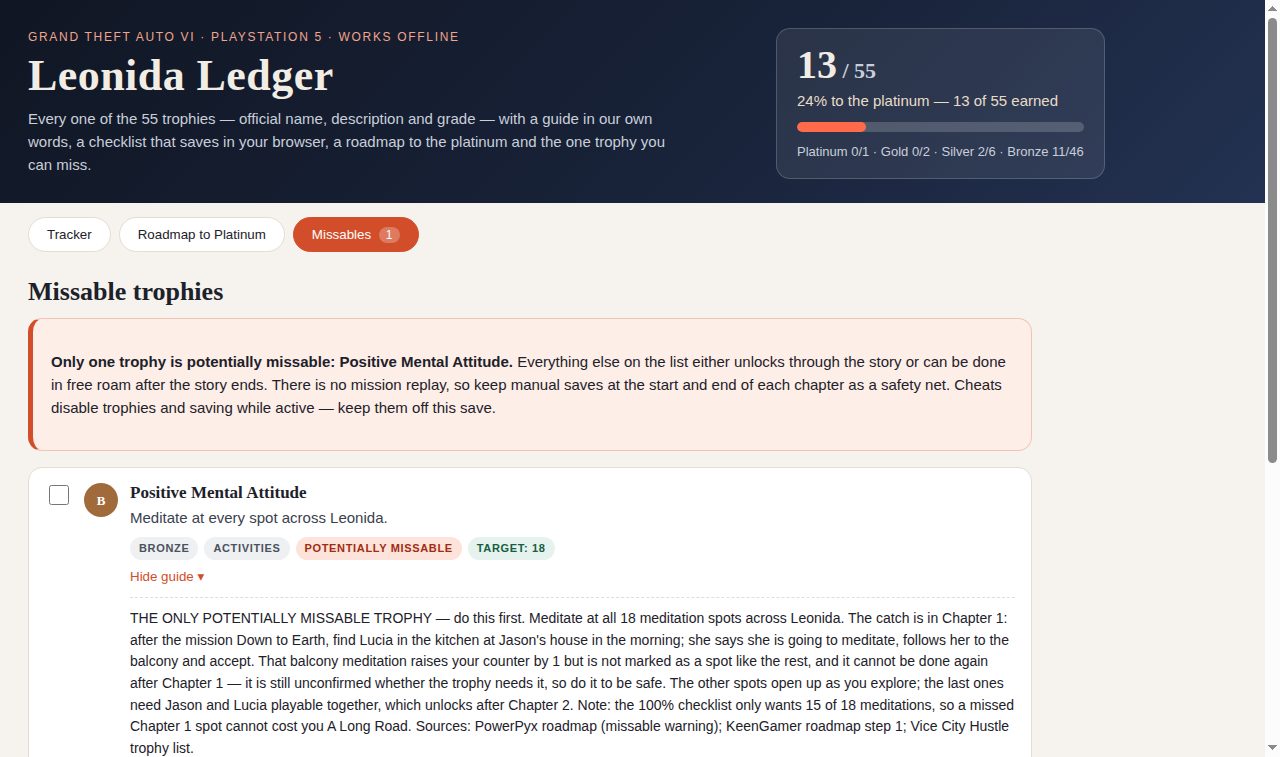 GRAND THEFT AUTO VI · PLAYSTATION 5 · WORKS OFFLINE
Leonida Ledger
Every one of the 55 trophies — official name, description and grade — with a guide in our own
words, a checklist that saves in your browser, a roadmap to the platinum and the one trophy you
can miss.
13 / 55
24% to the platinum — 13 of 55 earned
Platinum 0/1 · Gold 0/2 · Silver 2/6 · Bronze 11/46
Tracker
Roadmap to Platinum
Missables 1
Missable trophies
Only one trophy is potentially missable: Positive Mental Attitude. Everything else on the list either unlocks through the story or can be done
in free roam after the story ends. There is no mission replay, so keep manual saves at the start and end of each chapter as a safety net. Cheats
disable trophies and saving while active — keep them off this save.
B
Positive Mental Attitude
Meditate at every spot across Leonida.
BRONZE ACTIVITIES POTENTIALLY MISSABLE TARGET: 18
Hide guide ▾
THE ONLY POTENTIALLY MISSABLE TROPHY — do this first. Meditate at all 18 meditation spots across Leonida. The catch is in Chapter 1:
after the mission Down to Earth, find Lucia in the kitchen at Jason's house in the morning; she says she is going to meditate, follows her to the
balcony and accept. That balcony meditation raises your counter by 1 but is not marked as a spot like the rest, and it cannot be done again
after Chapter 1 — it is still unconfirmed whether the trophy needs it, so do it to be safe. The other spots open up as you explore; the last ones
need Jason and Lucia playable together, which unlocks after Chapter 2. Note: the 100% checklist only wants 15 of 18 meditations, so a missed
Chapter 1 spot cannot cost you A Long Road. Sources: PowerPyx roadmap (missable warning); KeenGamer roadmap step 1; Vice City Hustle
trophy list.